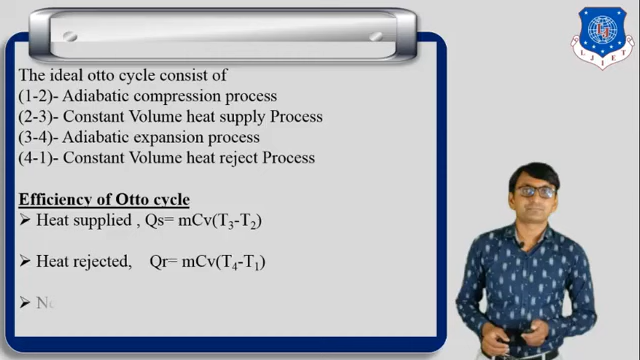 The ideal otto cycle consist of
(1-2)- Adiabatic compression process
(2-3)- Constant Volume heat supply Process
(3-4)- Adiabatic expansion process
(4-1)- Constant Volume heat reject Process
Efficiency of Otto cycle
➢ Heat supplied , Qs= mCv(T₃-T₂)
➢ Heat rejected, Qr= mCv(T₄-T₁)
➢
LJIET